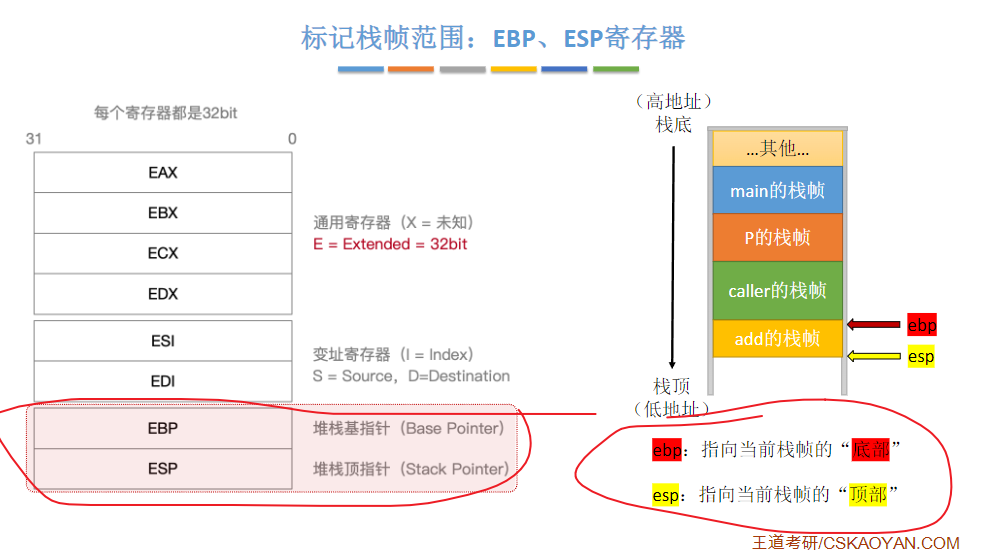 标记栈帧范围：EBP、ESP寄存器
每个寄存器都是32bit
31 0
EAX
EBX
ECX
EDX
通用寄存器（X = 未知）
E = Extended = 32bit
ESI
EDI
变址寄存器（I = Index）
S = Source，D=Destination
EBP
堆栈基指针（Base Pointer）
ESP
堆栈顶指针（Stack Pointer）
（高地址）
栈底
...其他...
main的栈帧
P的栈帧
caller的栈帧
add的栈帧
ebp
esp
栈顶
（低地址）
ebp：指向当前栈帧的“底部”
esp：指向当前栈帧的“顶部”
王道考研/CSKAOYAN.COM